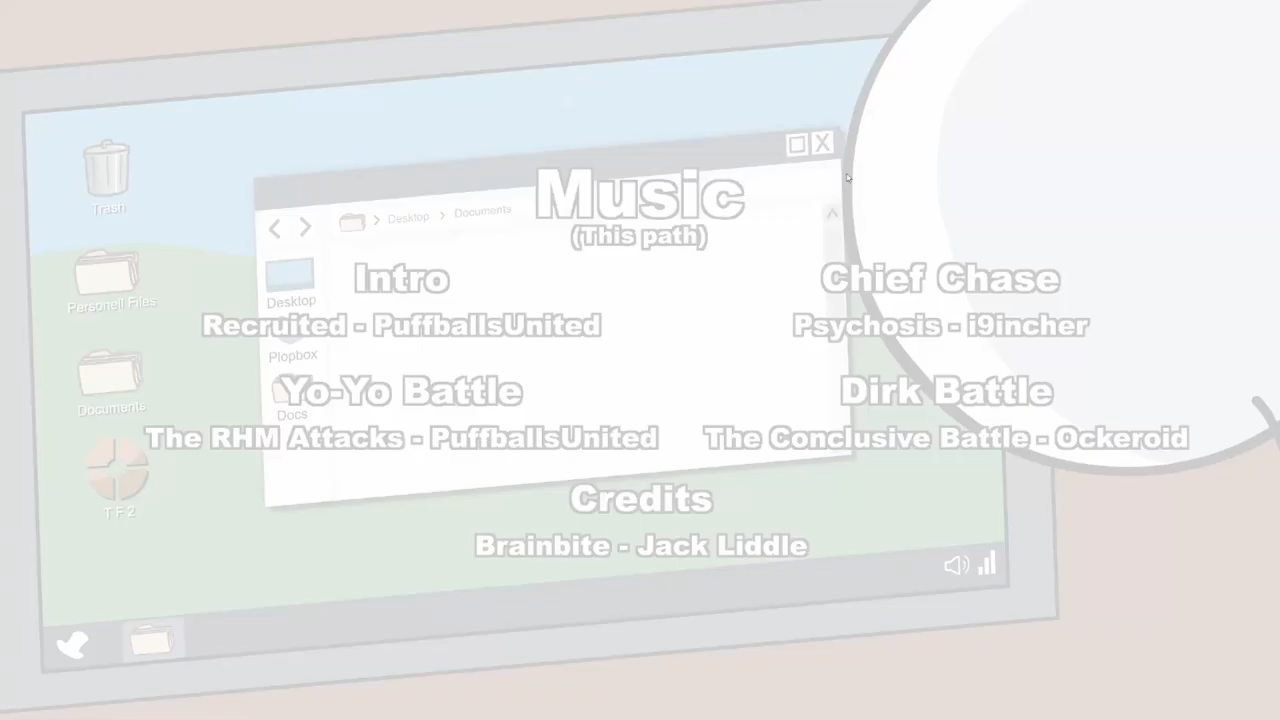 Music
(This path)
Intro
Recruited - PuffballsUnited
Chief Chase
Psychosis - i9incher
Yo-Yo Battle
The RHM Attacks - PuffballsUnited
Dirk Battle
The Conclusive Battle - Ockeroid
Credits
Brainbite - Jack Liddle
Trash
Personell Files
Documents
TF2
Desktop > Documents
Desktop
Plopbox
Docs
X